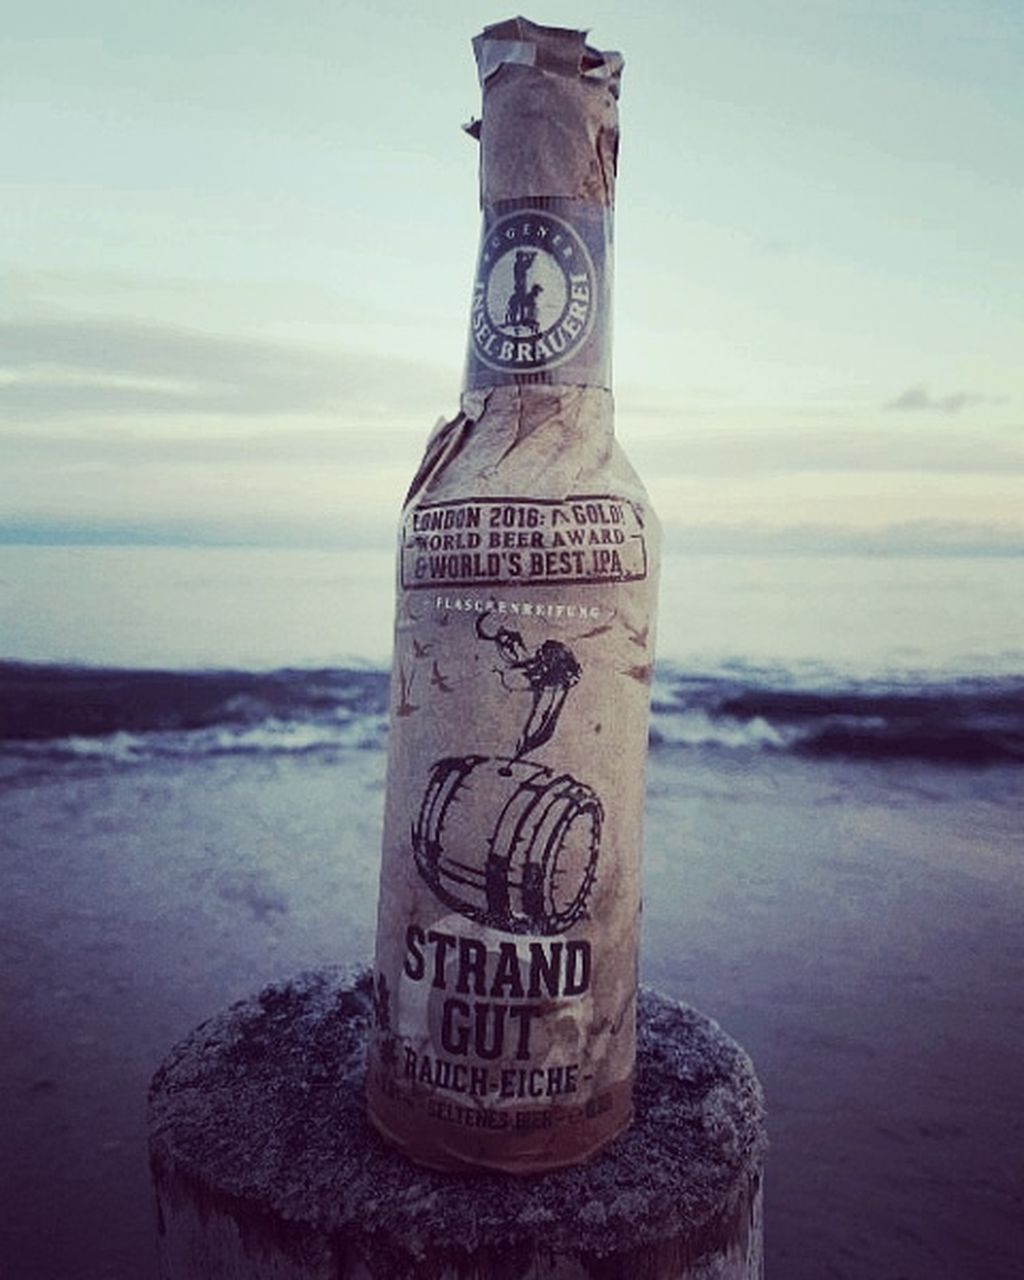 RÜGENER
INSEL-BRAUEREI
LONDON 2016: GOLD!
WORLD BEER AWARD
& WORLD'S BEST IPA
- FLASCHENREIFUNG -
STRAND
GUT
RAUCH-EICHE -
SELTENES BIER